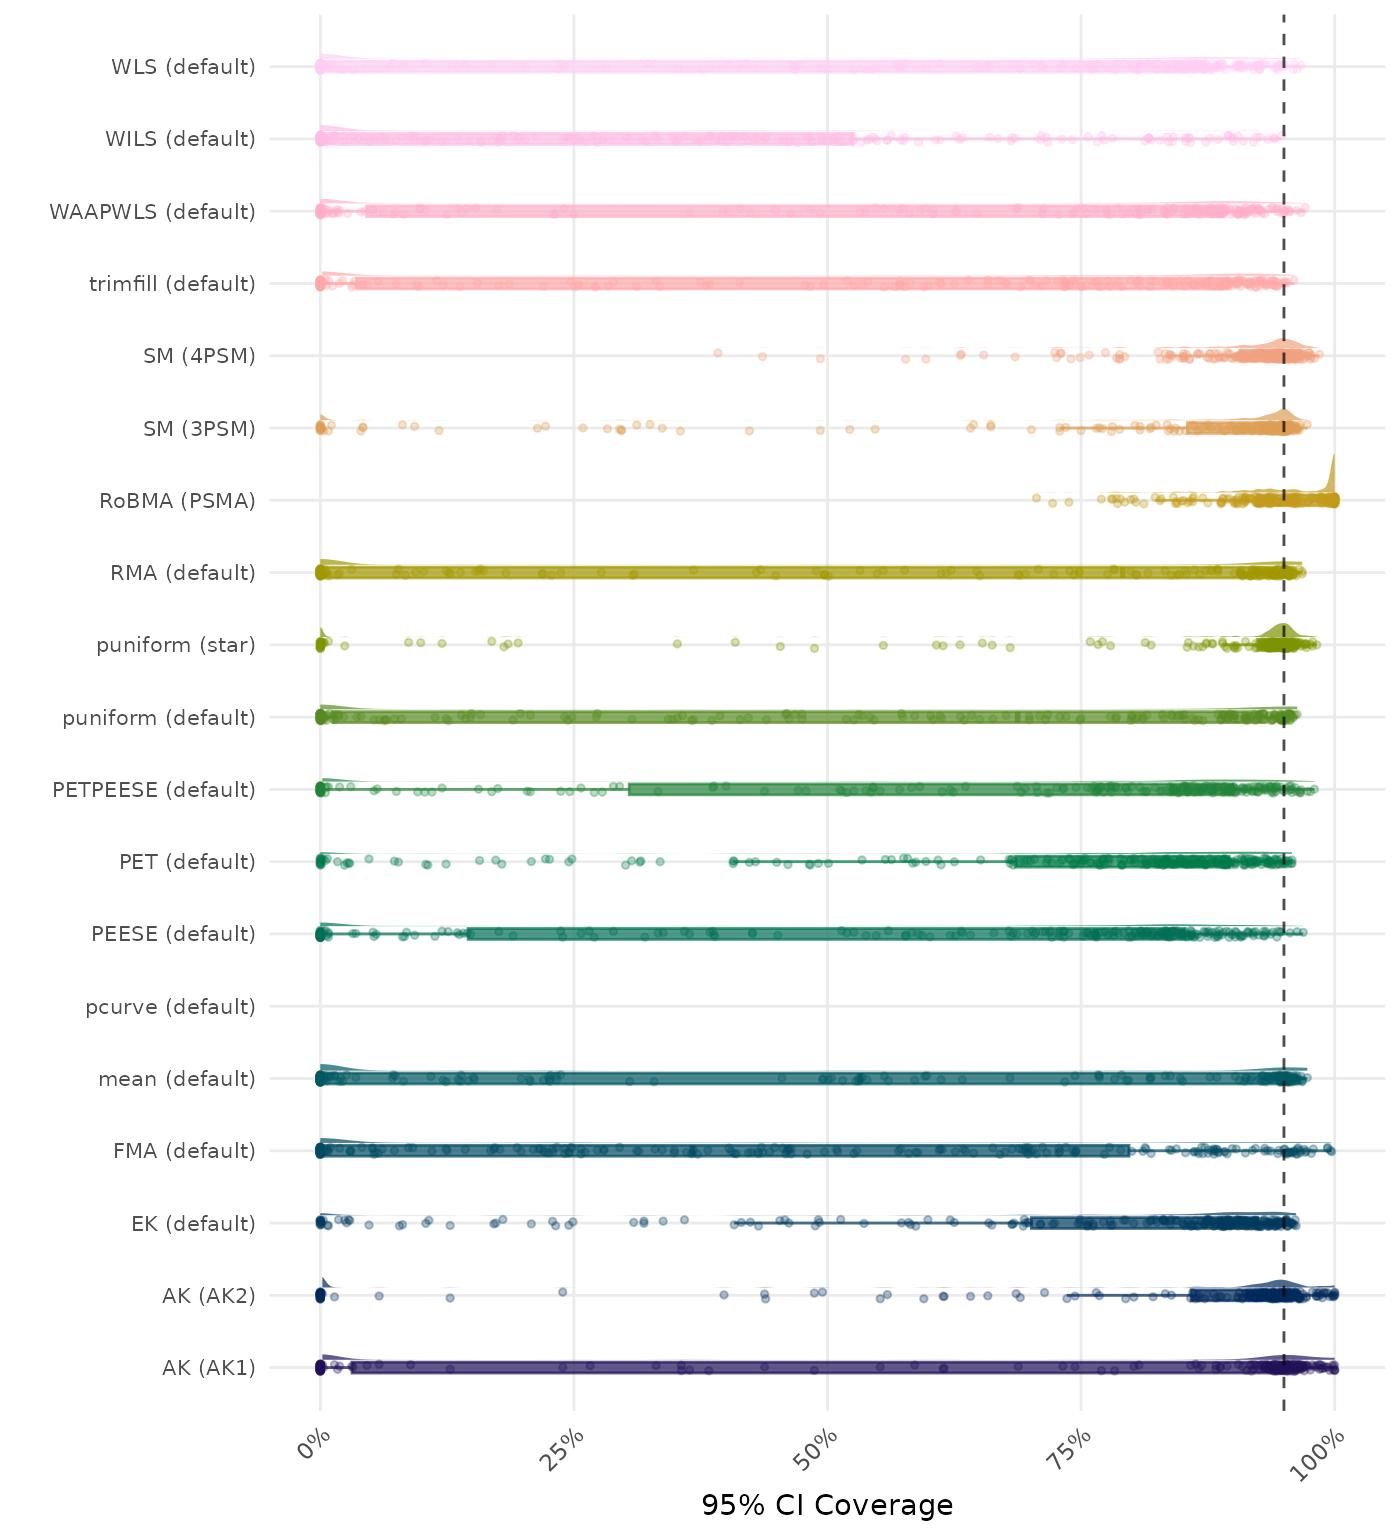 WLS (default)
WILS (default)
WAAPWLS (default)
trimfill (default)
SM (4PSM)
SM (3PSM)
RoBMA (PSMA)
RMA (default)
puniform (star)
puniform (default)
PETPEESE (default)
PET (default)
PEESE (default)
pcurve (default)
mean (default)
FMA (default)
EK (default)
AK (AK2)
AK (AK1)
0% 25% 50% 75% 100%
95% CI Coverage